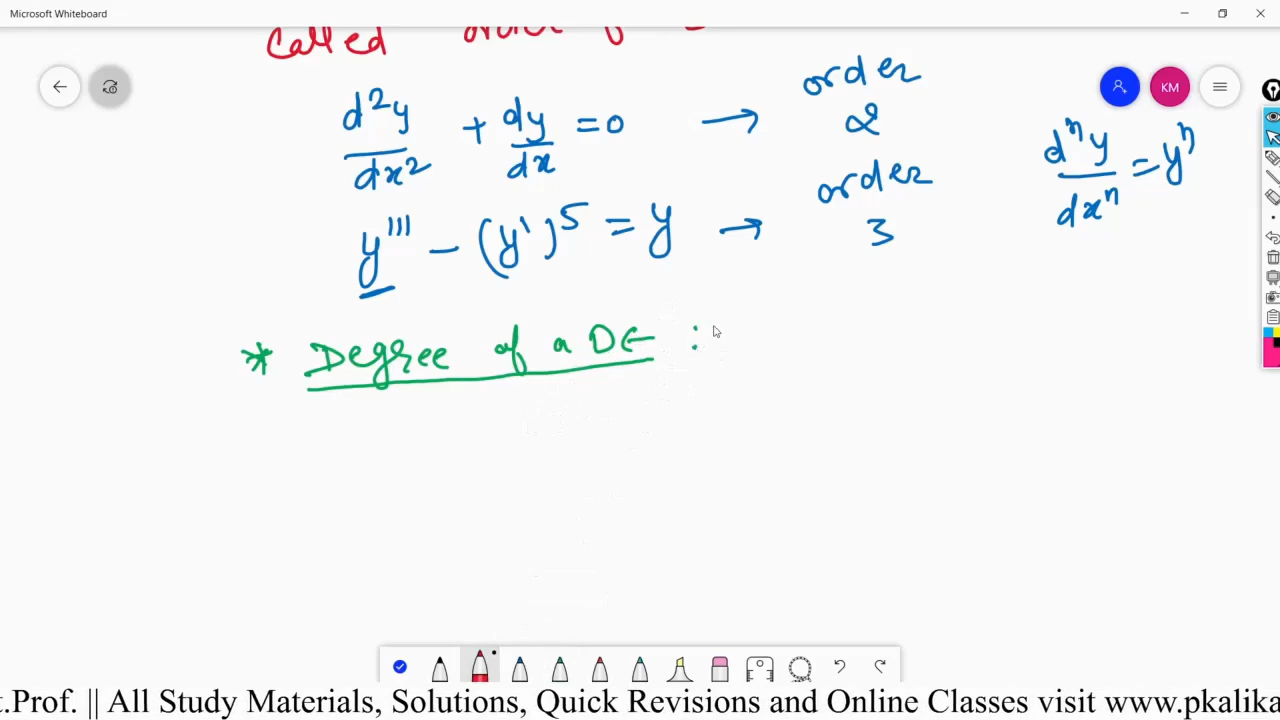 Microsoft Whiteboard
called order
d²y/dx² + dy/dx = 0 → order 2
KM
dⁿy/dxⁿ = yⁿ
y''' - (y')⁵ = y → order 3
* Degree of a DE :
t.Prof. || All Study Materials, Solutions, Quick Revisions and Online Classes visit www.pkalika